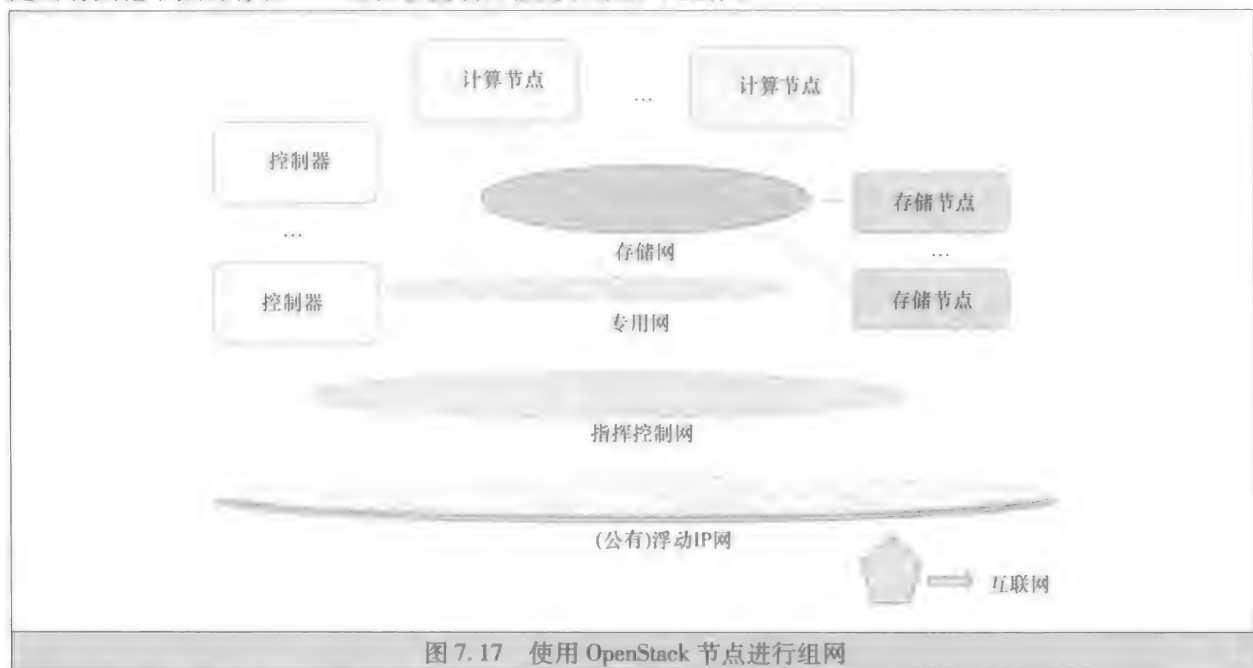 计算节点
…
计算节点
控制器
…
控制器
存储网
存储节点
…
存储节点
专用网
指挥控制网
(公有)浮动IP网
互联网
图 7.17 使用 OpenStack 节点进行组网